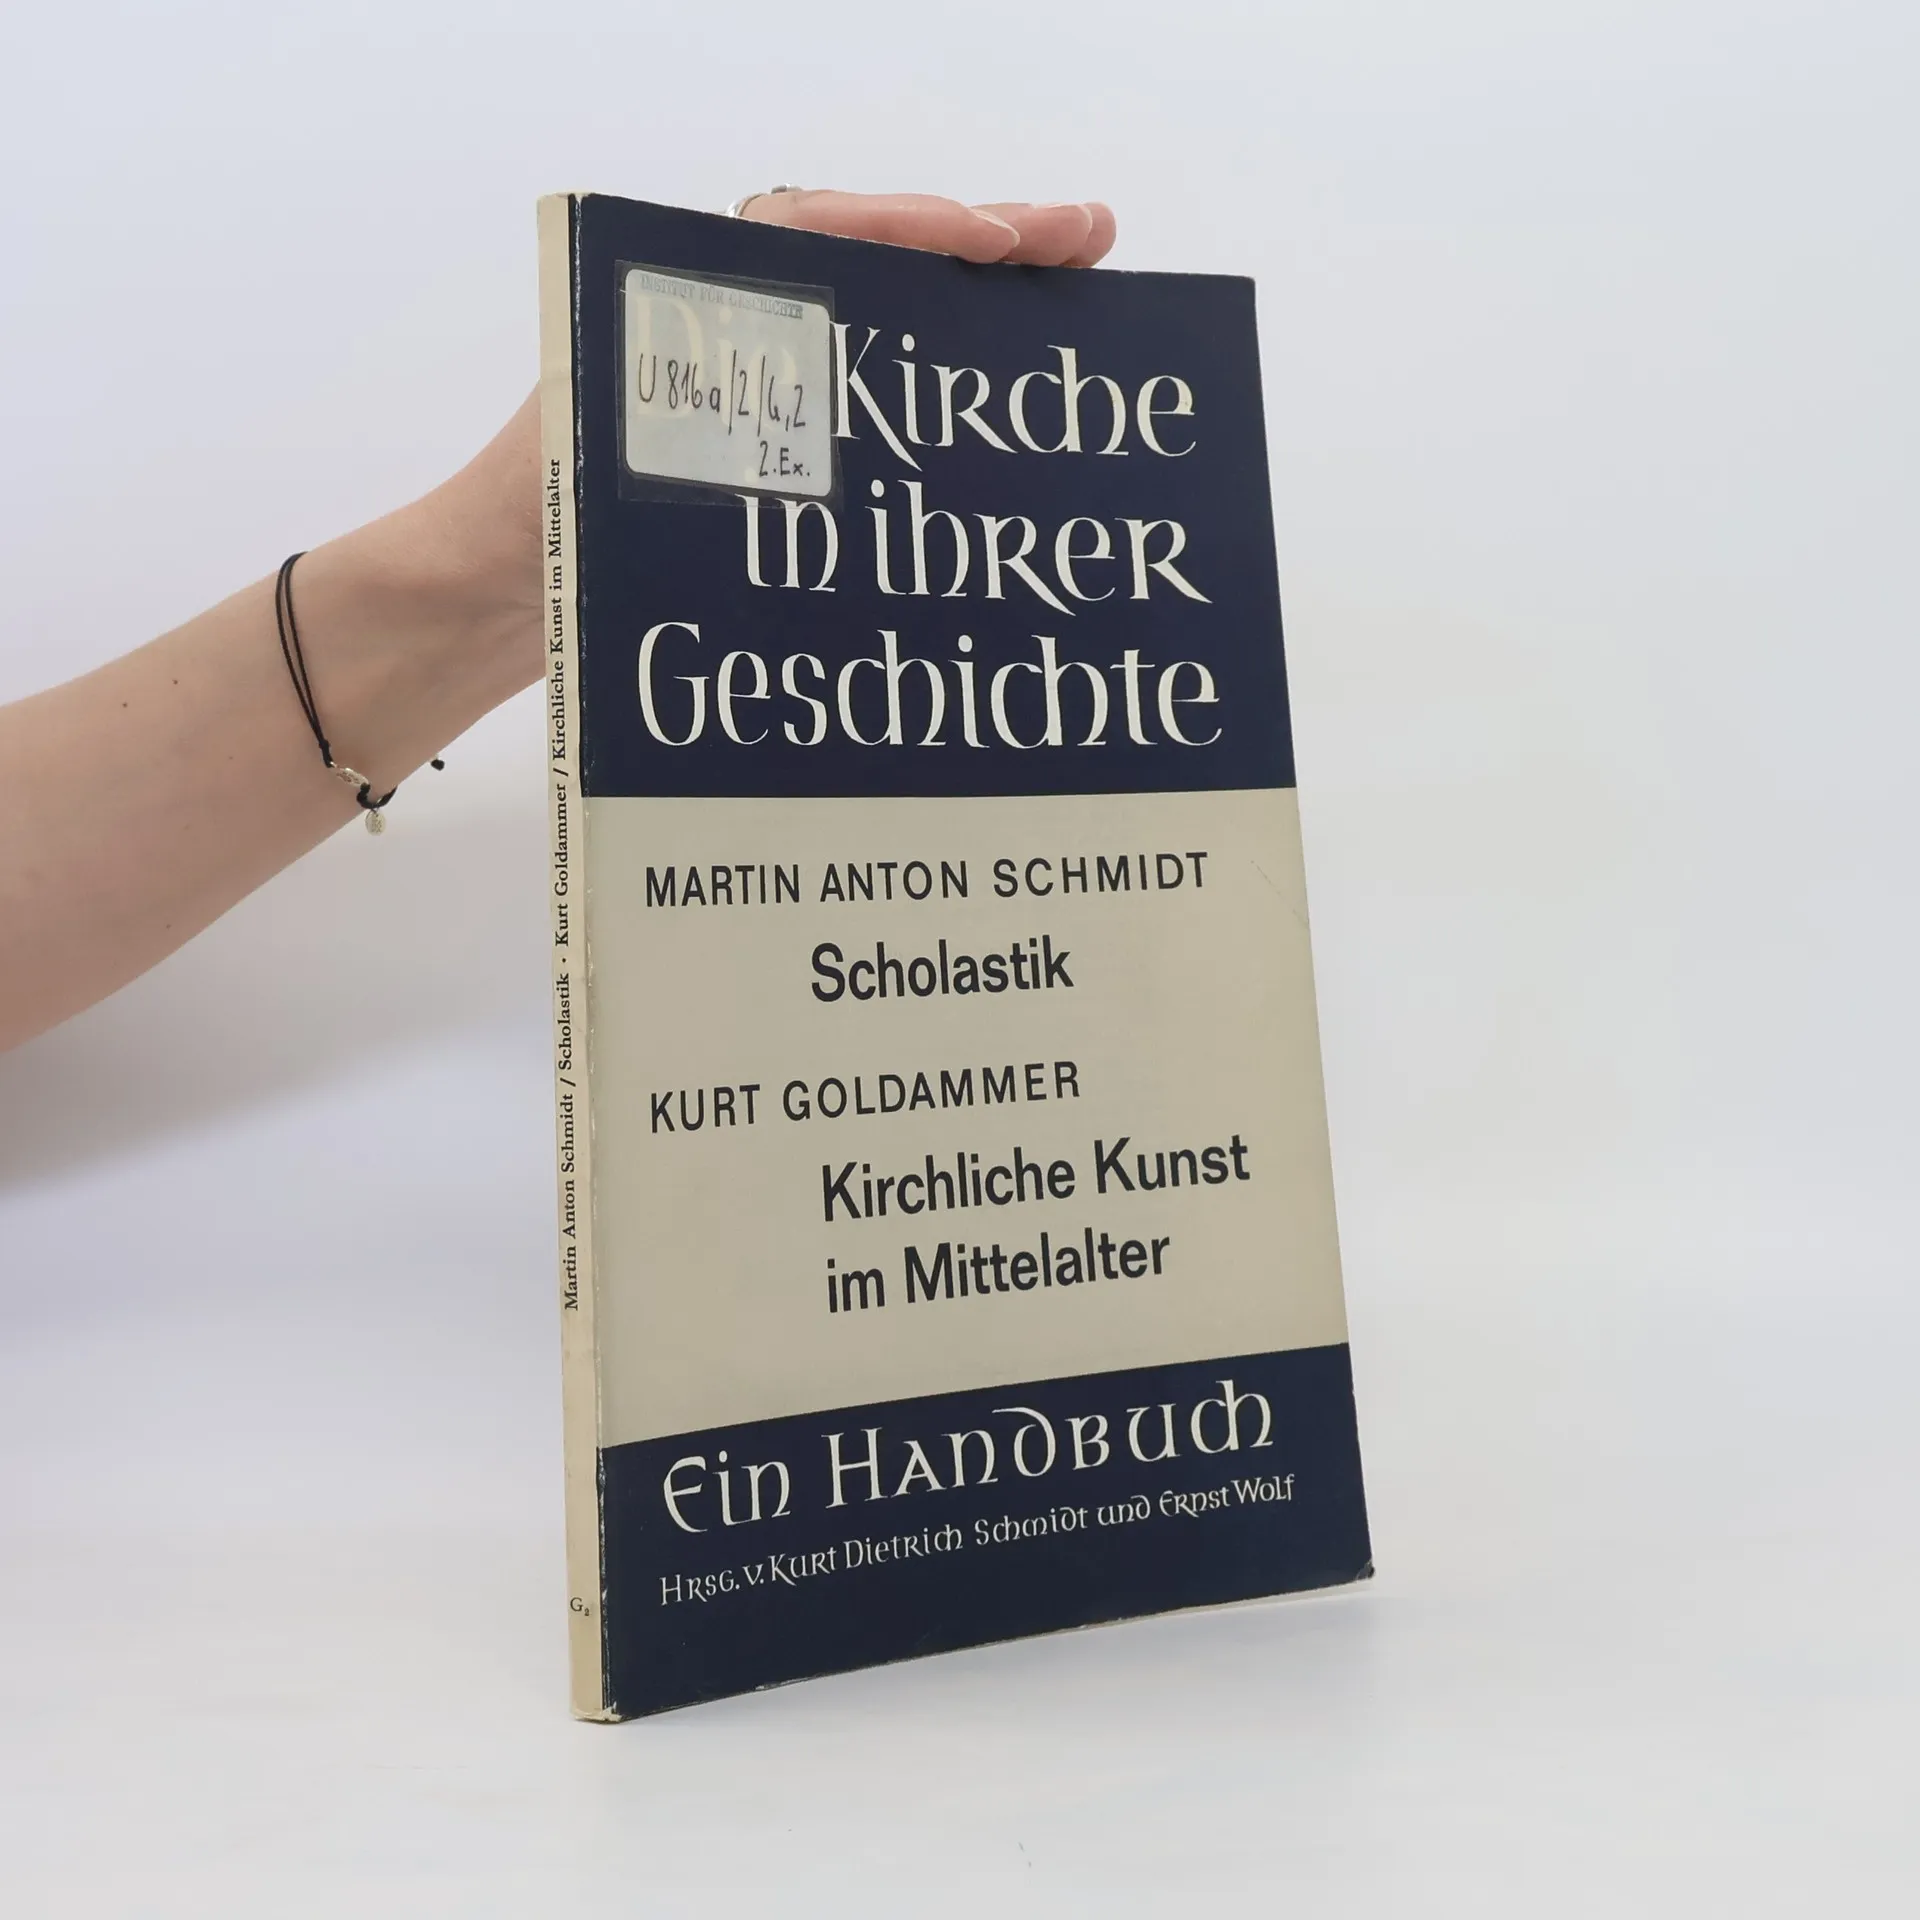 INSTITUT FÜR GESCHICHTE
U 816a/2/G,2
2.Ex.
Die Kirche
in ihrer
Geschichte
MARTIN ANTON SCHMIDT
Scholastik
KURT GOLDAMMER
Kirchliche Kunst
im Mittelalter
Ein Handbuch
Hrsg. v. Kurt Dietrich Schmidt und Ernst Wolf
Martin Anton Schmidt / Scholastik · Kurt Goldammer / Kirchliche Kunst im Mittelalter
G2